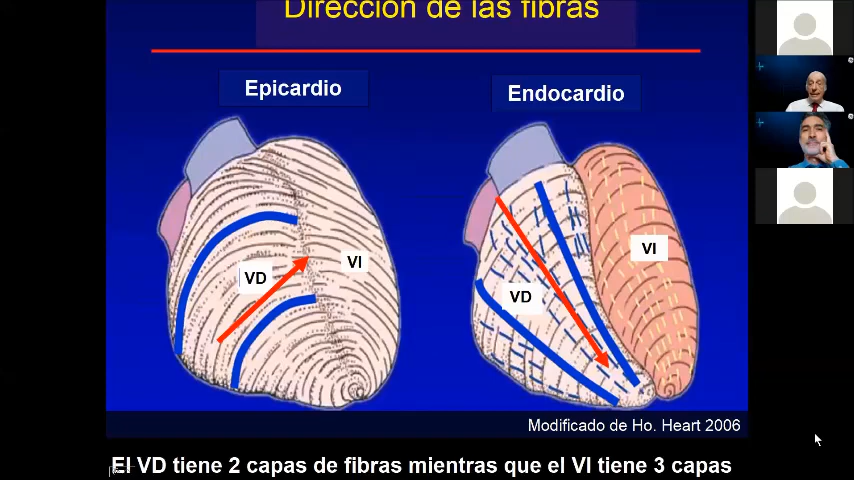 Dirección de las fibras
Epicardio
Endocardio
VD
VI
VD
VI
Modificado de Ho. Heart 2006
El VD tiene 2 capas de fibras mientras que el VI tiene 3 capas